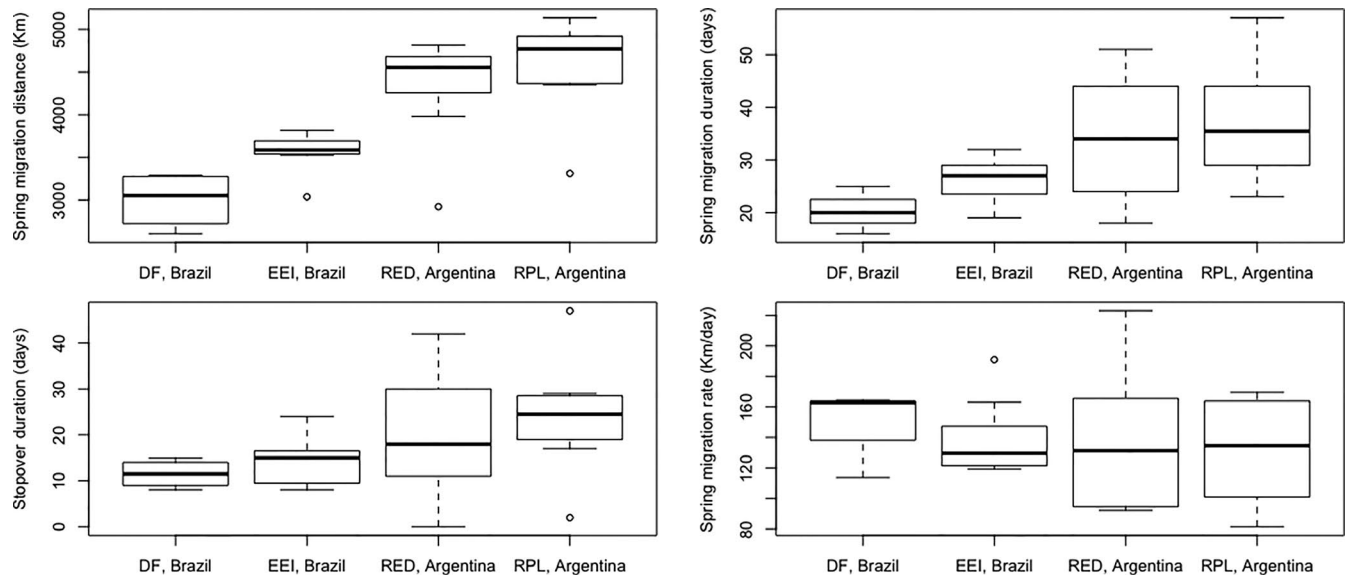 Spring migration distance (Km)
5000
4000
3000
DF, Brazil
EEI, Brazil
RED, Argentina
RPL, Argentina
Spring migration duration (days)
50
40
30
20
DF, Brazil
EEI, Brazil
RED, Argentina
RPL, Argentina
Stopover duration (days)
40
30
20
10
0
DF, Brazil
EEI, Brazil
RED, Argentina
RPL, Argentina
Spring migration rate (Km/day)
200
160
120
80
DF, Brazil
EEI, Brazil
RED, Argentina
RPL, Argentina